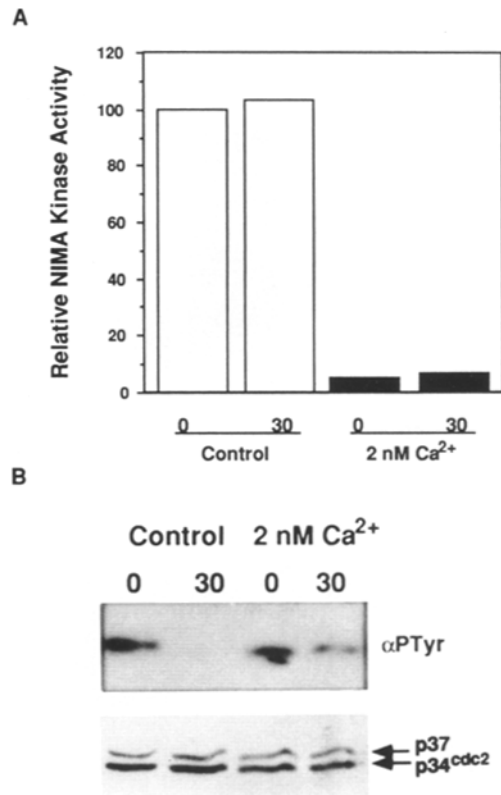 A
Relative NIMA Kinase Activity
120
100
80
60
40
20
0
0 30 0 30
Control 2 nM Ca²⁺
B
Control 2 nM Ca²⁺
0 30 0 30
αPTyr
p37
p34ᶜᵈᶜ²